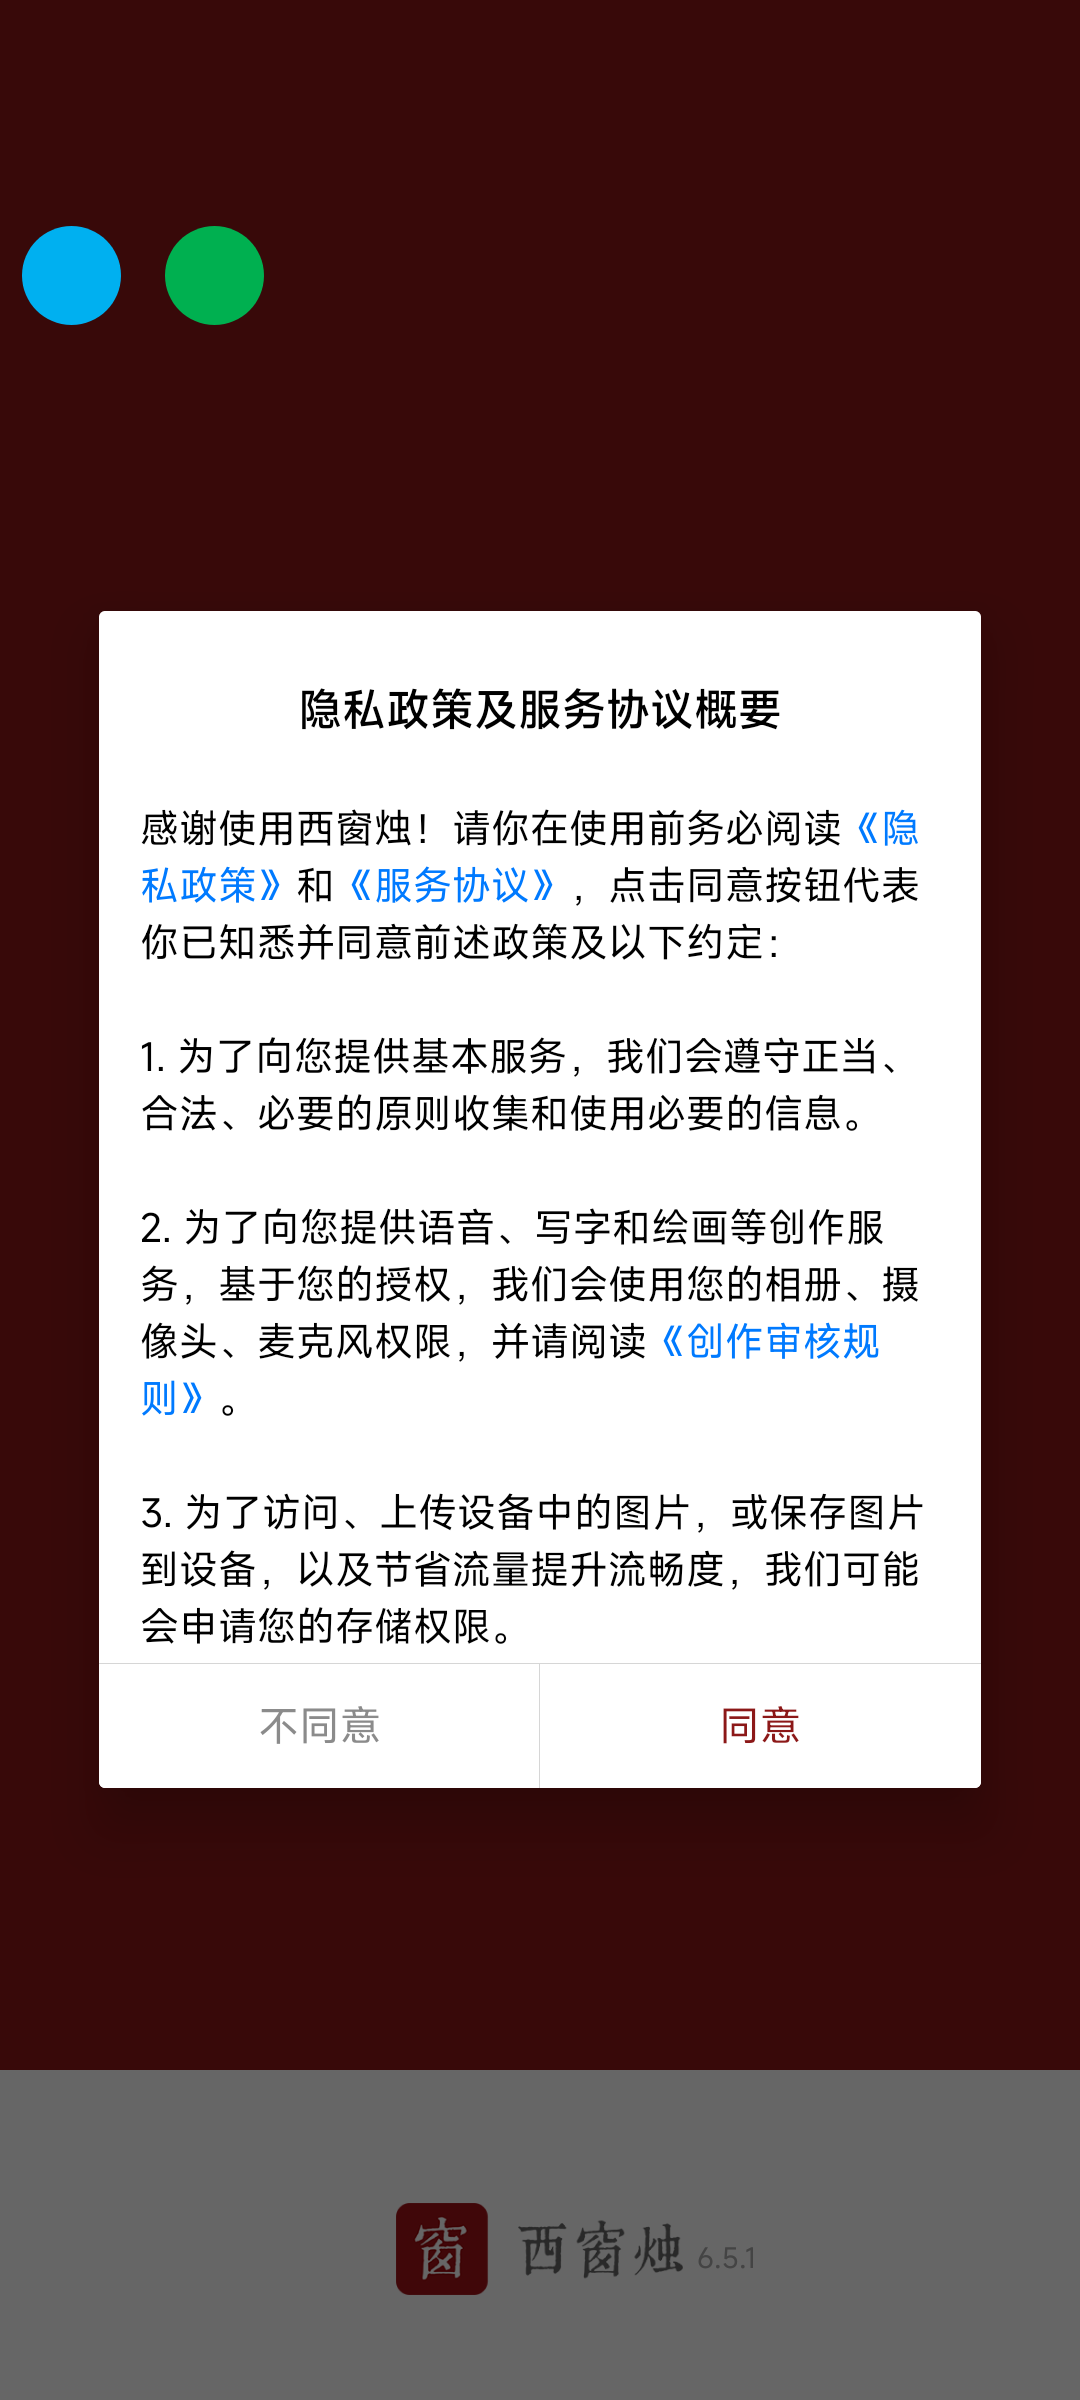 隐私政策及服务协议概要
感谢使用西窗烛！请你在使用前务必阅读《隐
私政策》和《服务协议》，点击同意按钮代表
你已知悉并同意前述政策及以下约定：
1. 为了向您提供基本服务，我们会遵守正当、
合法、必要的原则收集和使用必要的信息。
2. 为了向您提供语音、写字和绘画等创作服
务，基于您的授权，我们会使用您的相册、摄
像头、麦克风权限，并请阅读《创作审核规
则》。
3. 为了访问、上传设备中的图片，或保存图片
到设备，以及节省流量提升流畅度，我们可能
会申请您的存储权限。
不同意 同意
窗 西窗烛 6.5.1